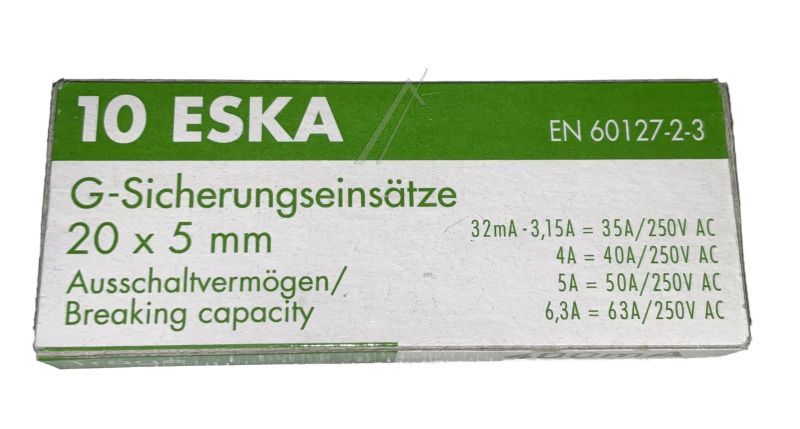 10 ESKA
EN 60127-2-3
G-Sicherungseinsätze
20 x 5 mm
Ausschaltvermögen/
Breaking capacity
32mA - 3,15A = 35A/250V AC
4A = 40A/250V AC
5A = 50A/250V AC
6,3A = 63A/250V AC